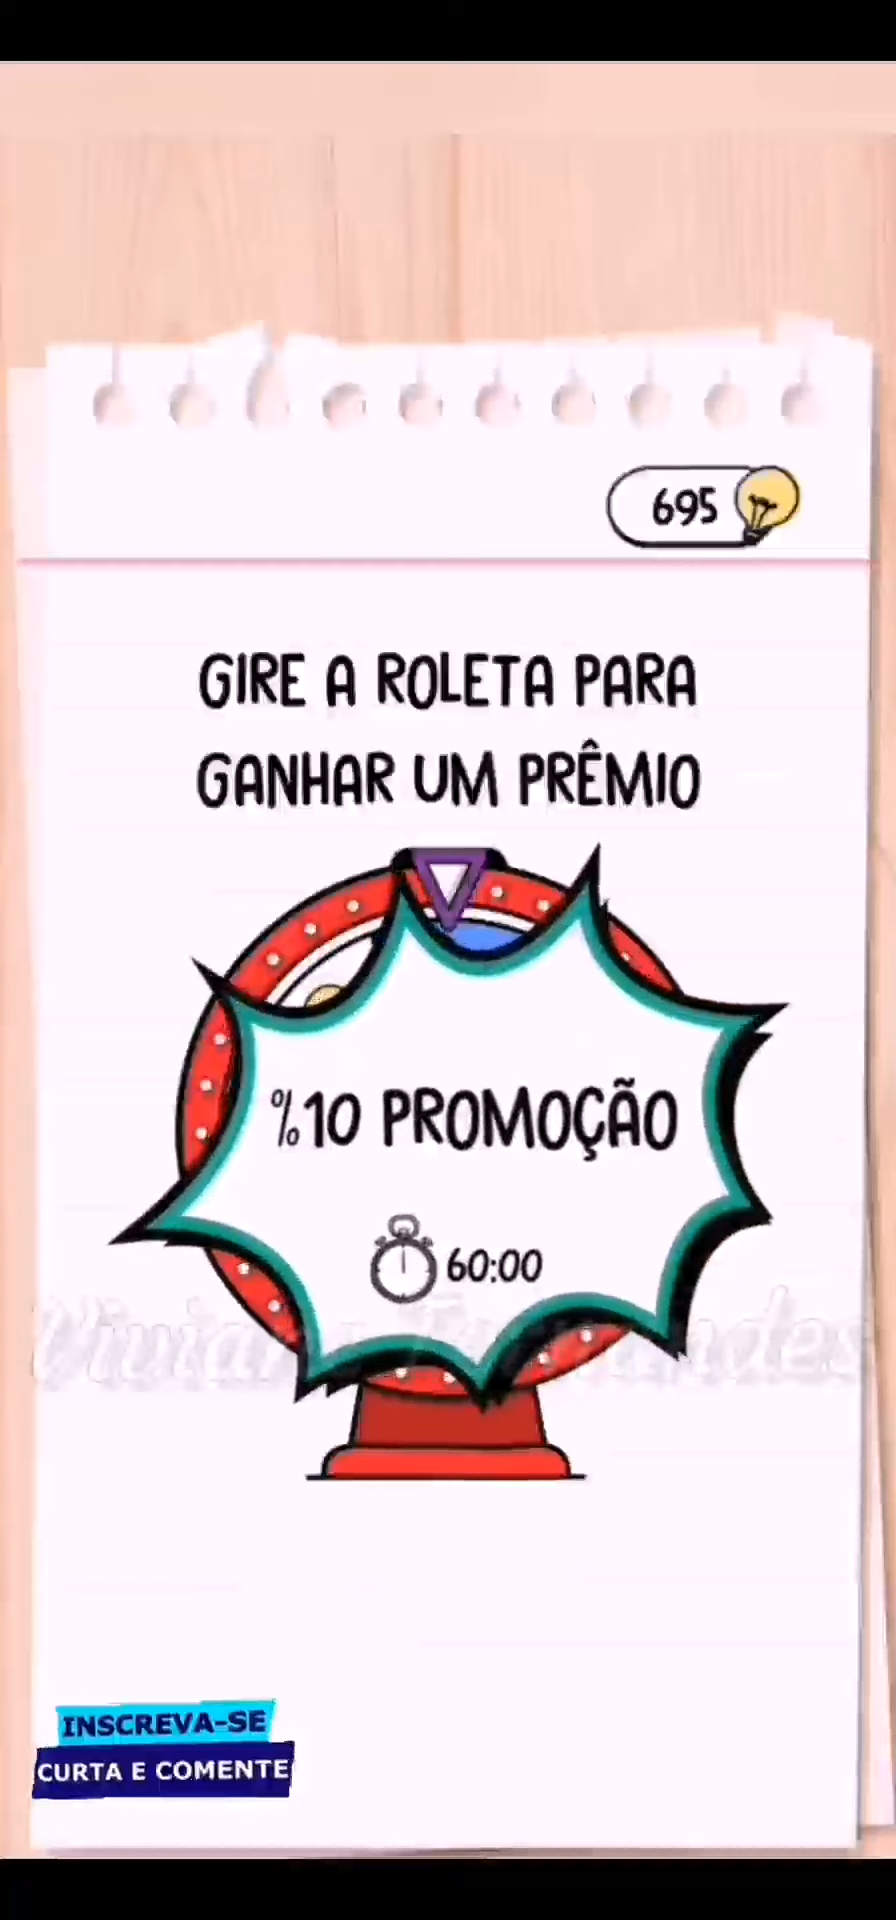 695
GIRE A ROLETA PARA
GANHAR UM PRÊMIO
%10 PROMOÇÃO
60:00
INSCREVA-SE
CURTA E COMENTE